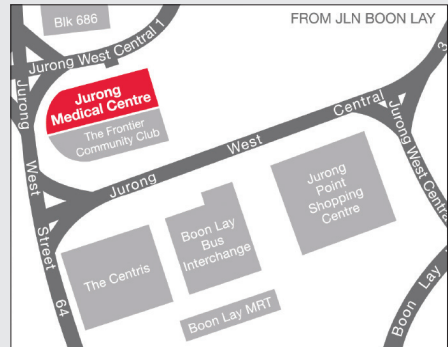 Blk 686
FROM JLN BOON LAY
Jurong West Central 1
Jurong
Medical Centre
The Frontier
Community Club
Jurong West Street 64
Jurong West Central 3
Jurong West Central
Jurong
Point
Shopping
Centre
Boon Lay
Bus
Interchange
The Centris
Boon Lay MRT
Boon Lay